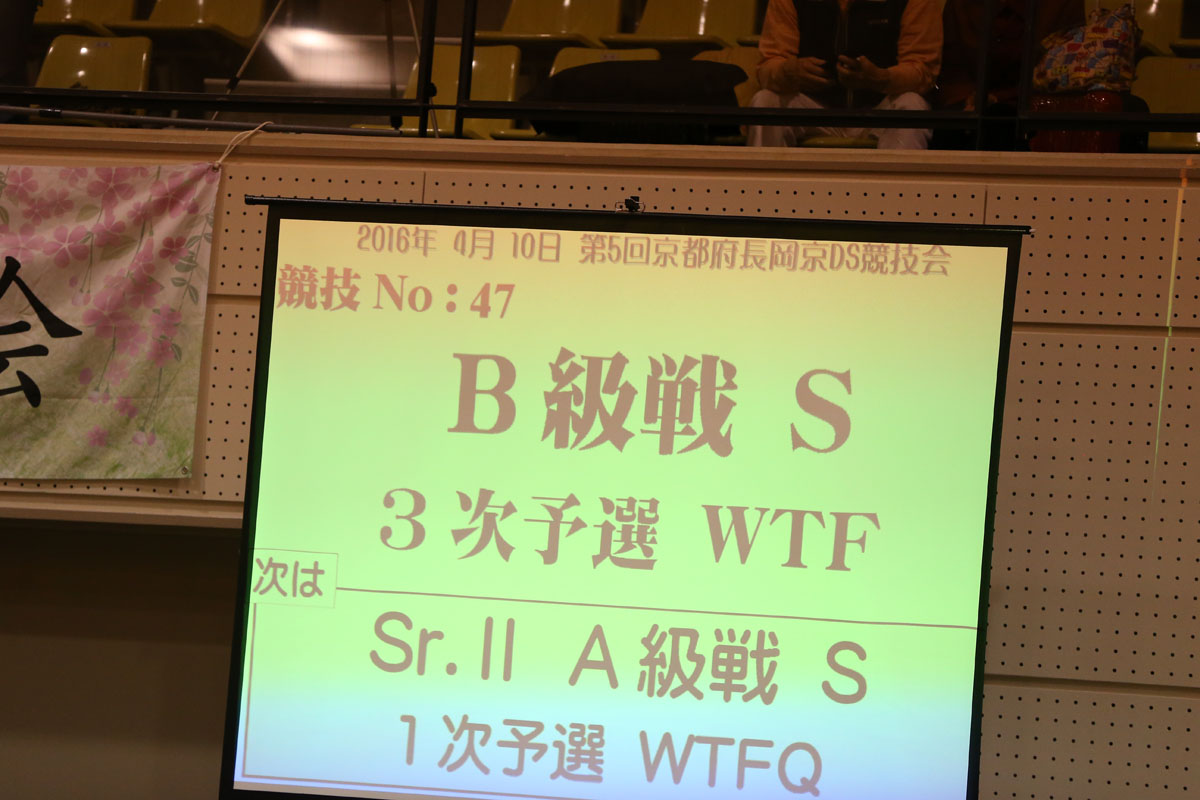 2016年 4月 10日 第5回京都府長岡京DS競技会
競技 No：47
B 級戦 S
3 次予選 WTF
次は
Sr.Ⅱ A 級戦 S
1 次予選 WTFQ
会